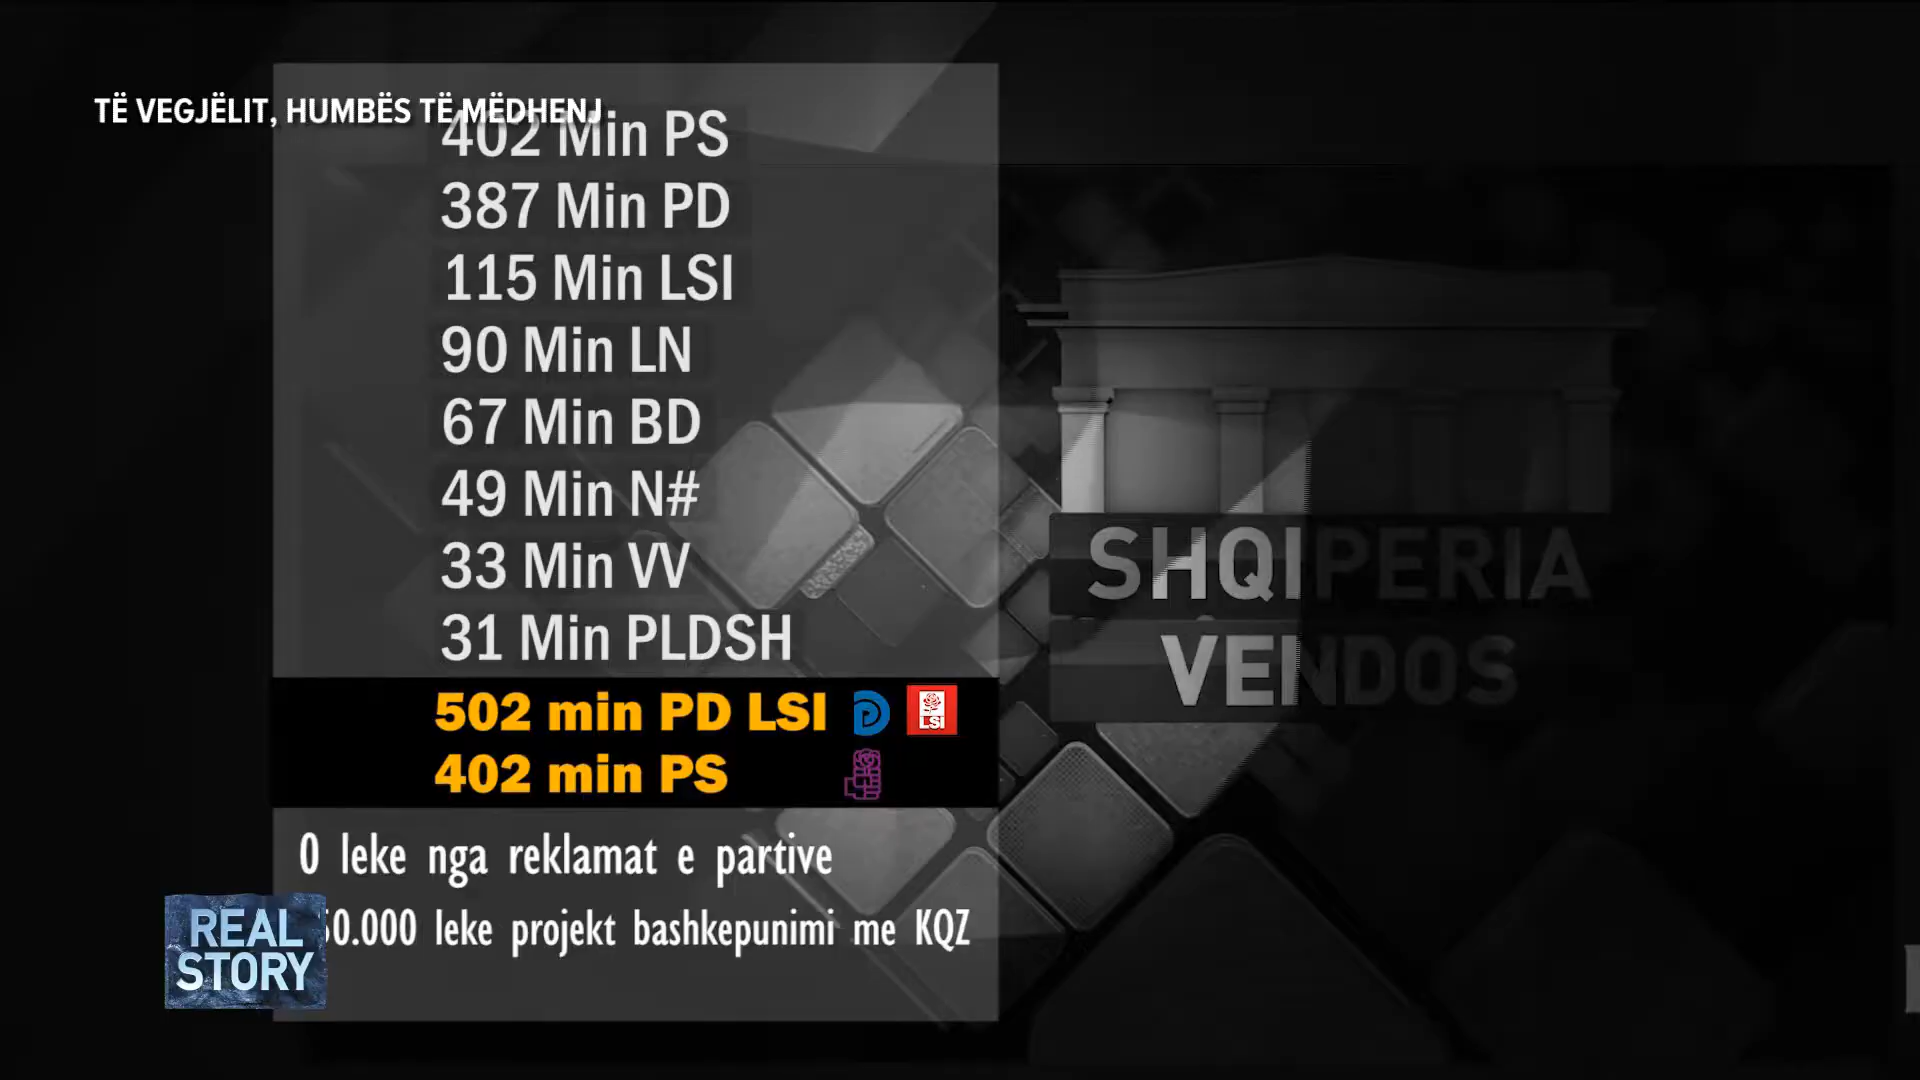 TË VEGJËLIT, HUMBËS TË MËDHENJ
402 Min PS
387 Min PD
115 Min LSI
90 Min LN
67 Min BD
49 Min N#
33 Min VV
31 Min PLDSH
502 min PD LSI
LSI
402 min PS
0 leke nga reklamat e partive
leke projekt bashkepunimi me KQZ
REAL
STORY
SHQIPERIA
VENDOS